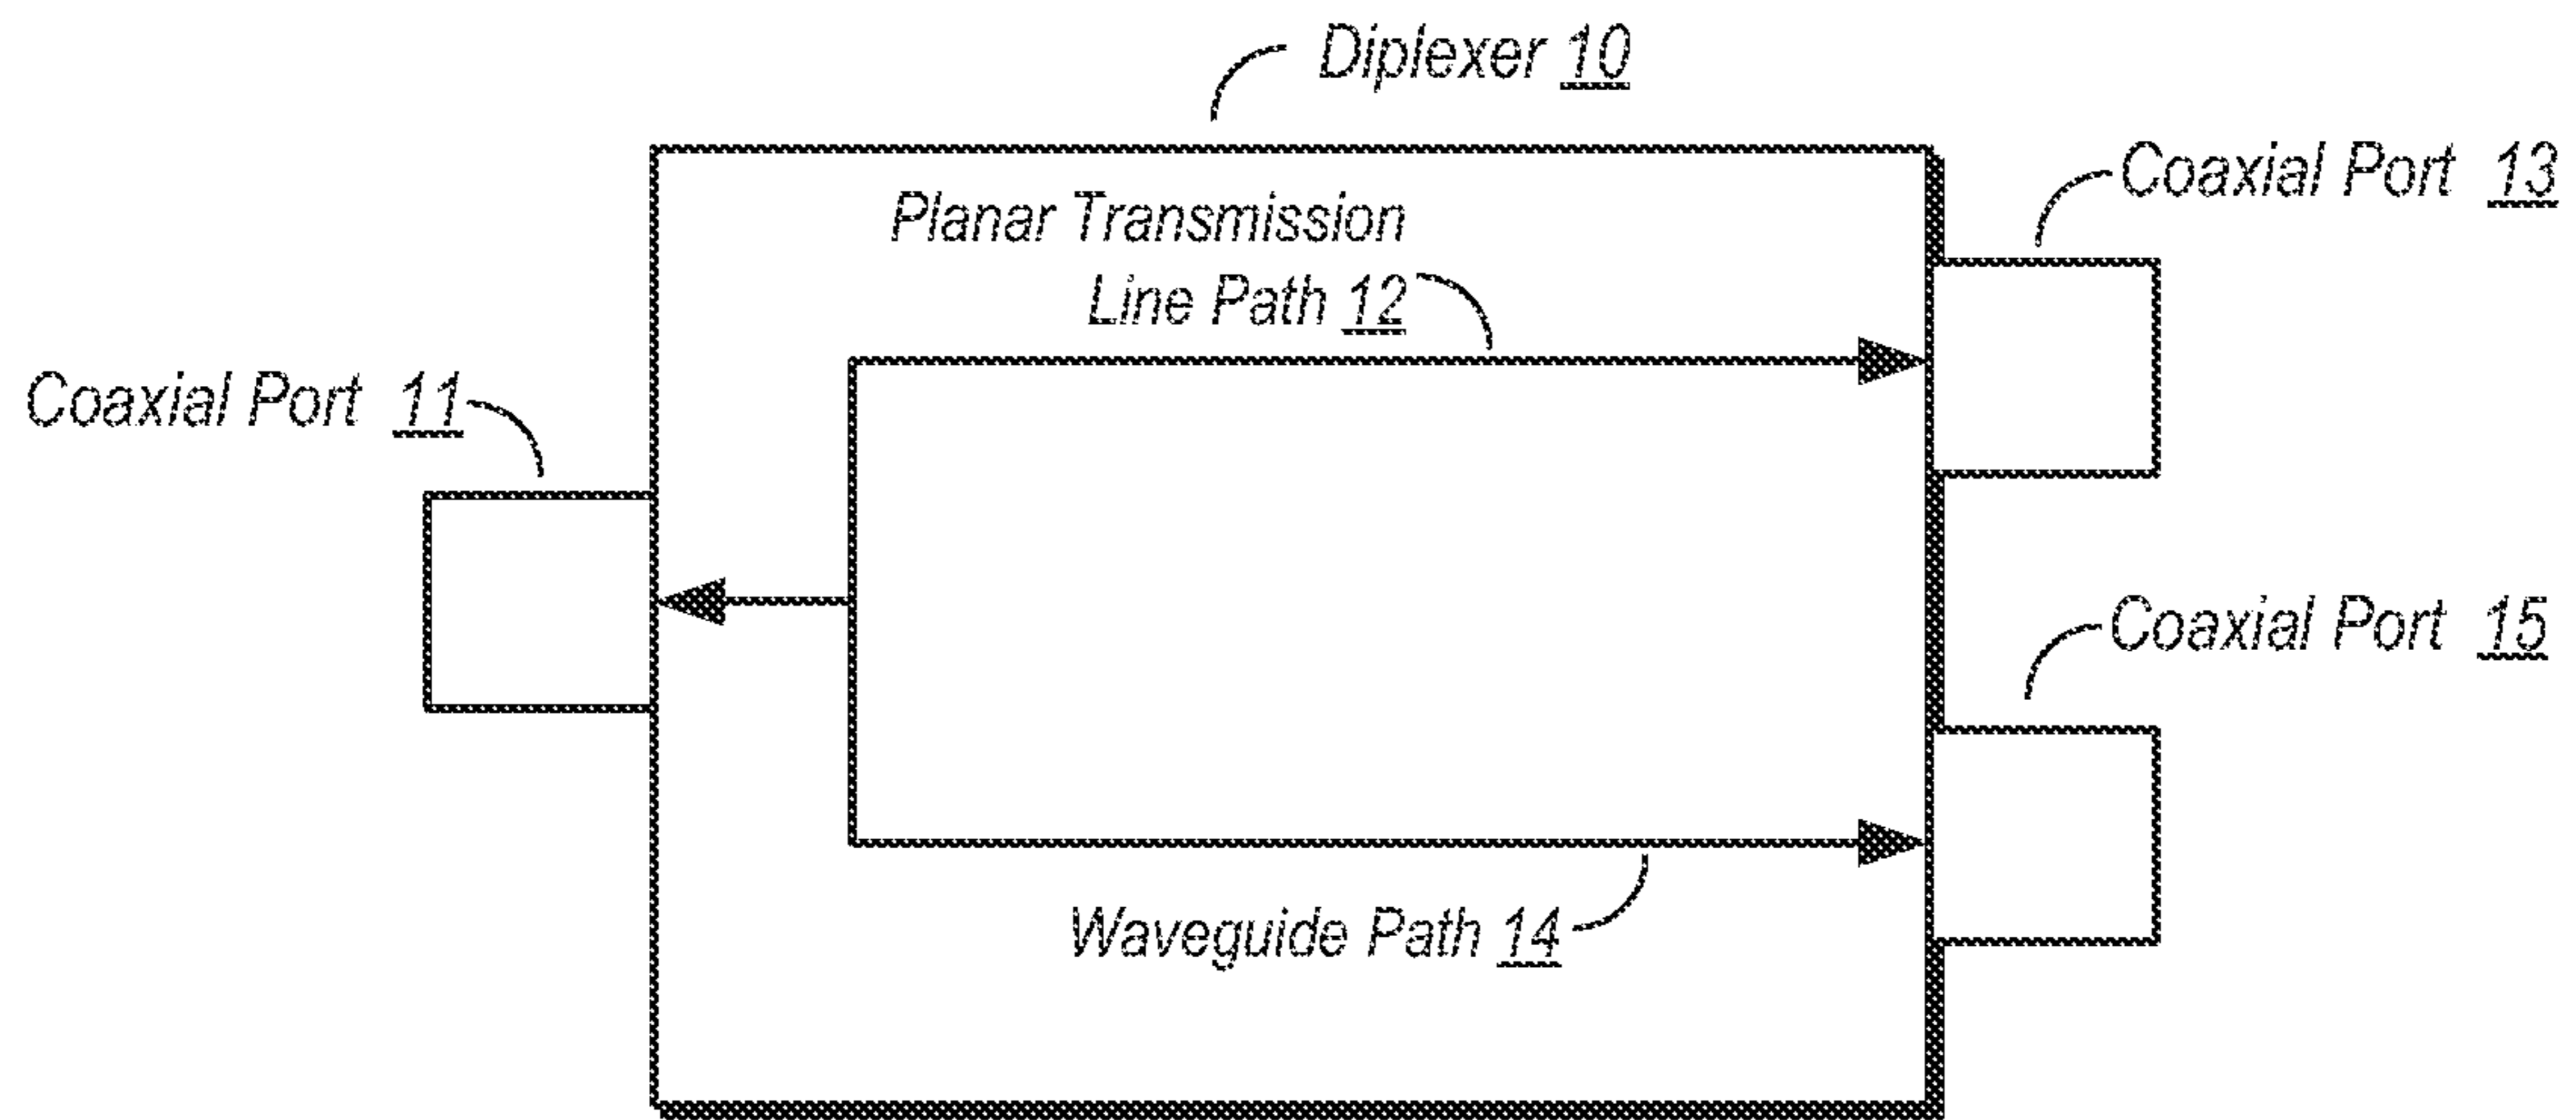 Diplexer 10
Coaxial Port 13
Planar Transmission
Line Path 12
Coaxial Port 11
Coaxial Port 15
Waveguide Path 14